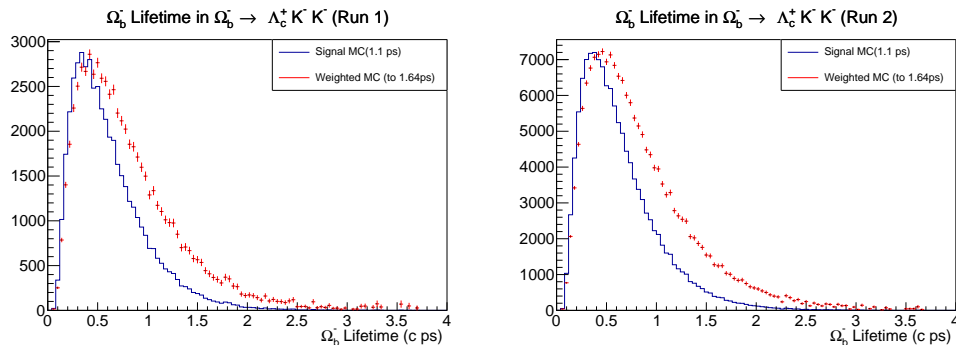 Ω_b^- Lifetime in Ω_b^- → Λ_c^+ K^- K^- (Run 1)
3000
2500
2000
1500
1000
500
0
0 0.5 1 1.5 2 2.5 3 3.5 4
Ω_b^- Lifetime (c ps)
Signal MC(1.1 ps)
Weighted MC (to 1.64ps)
Ω_b^- Lifetime in Ω_b^- → Λ_c^+ K^- K^- (Run 2)
7000
6000
5000
4000
3000
2000
1000
0
0 0.5 1 1.5 2 2.5 3 3.5 4
Ω_b^- Lifetime (c ps)
Signal MC(1.1 ps)
Weighted MC (to 1.64ps)